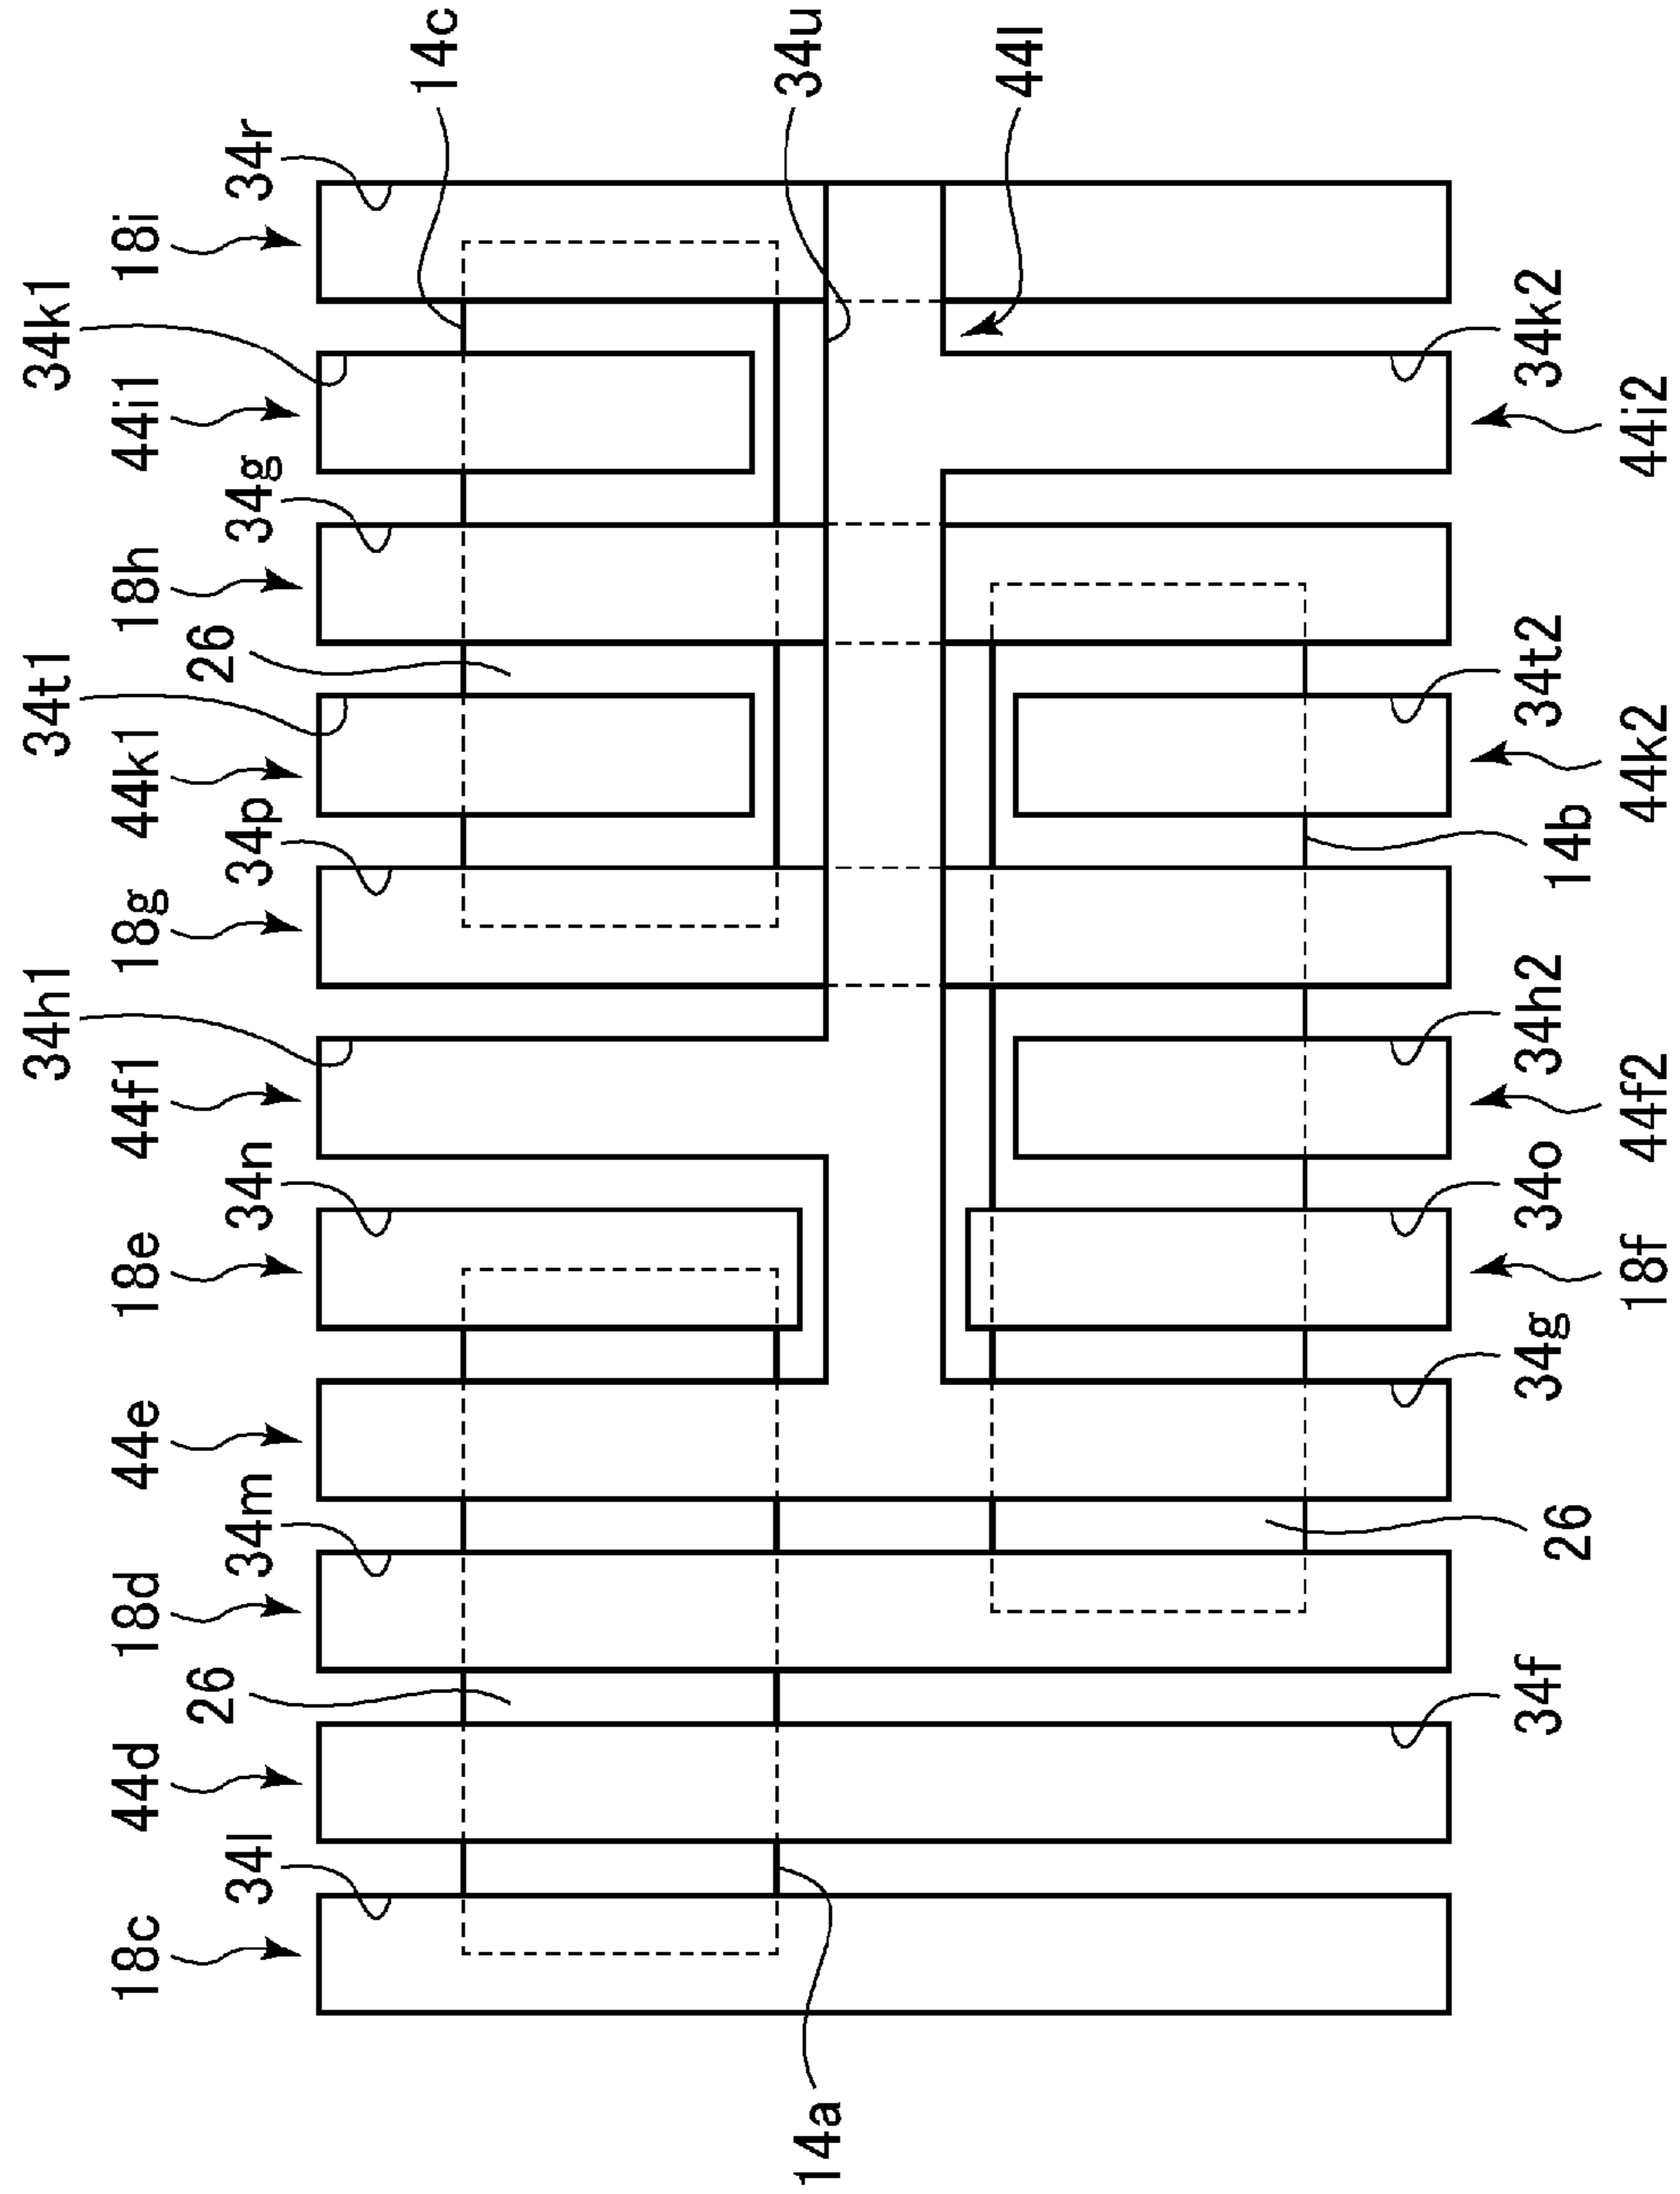 34h1 34t1 34k1
18c 44d 18d 44e 18e 44f1 18g 44k1 18h 44i1 18i
26 26
34l 34m 34n 34p 34g 34r
14c
14a 34u
44l
34f 34g 34o 34h2 34t2 34k2
26 14b
18f 44f2 44k2 44i2